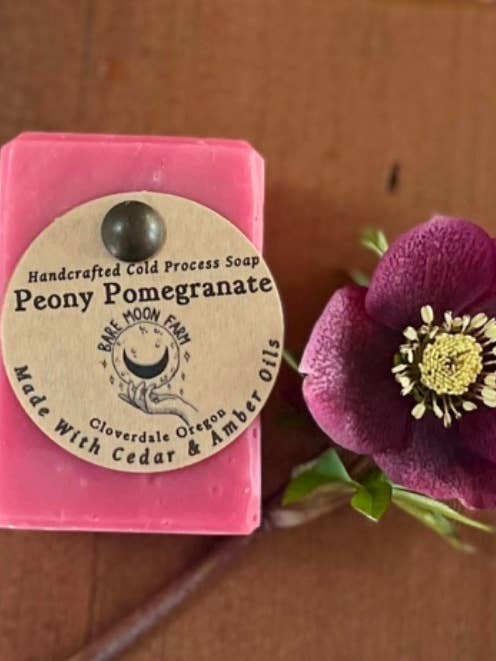 Handcrafted Cold Process Soap
Peony Pomegranate
BARE MOON FARM
Cloverdale Oregon
Made With Cedar & Amber Oils